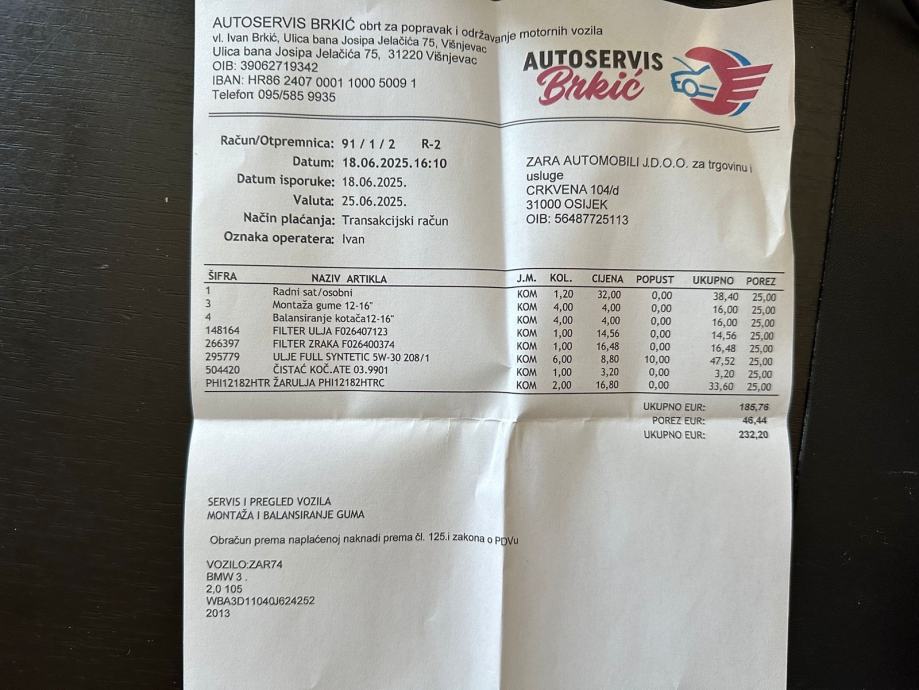 AUTOSERVIS BRKIĆ obrt za popravak i održavanje motornih vozila
vl. Ivan Brkić, Ulica bana Josipa Jelačića 75, Višnjevac
Ulica bana Josipa Jelačića 75, 31220 Višnjevac
OIB: 39062719342
IBAN: HR86 2407 0001 1000 5009 1
Telefon 095/585 9935
AUTOSERVIS
Brkić
Račun/Otpremnica: 91 / 1 / 2 R-2
Datum: 18.06.2025.16:10
Datum isporuke: 18.06.2025.
Valuta: 25.06.2025.
Način plaćanja: Transakcijski račun
Oznaka operatera: Ivan
ZARA AUTOMOBILI J.D.O.O. za trgovinu i
usluge
CRKVENA 104/d
31000 OSIJEK
OIB: 56487725113
ŠIFRA NAZIV ARTIKLA J.M. KOL. CIJENA POPUST UKUPNO POREZ
1 Radni sat/osobni KOM 1,20 32,00 0,00 38,40 25,00
3 Montaža gume 12-16" KOM 4,00 4,00 0,00 16,00 25,00
4 Balansiranje kotača12-16" KOM 4,00 4,00 0,00 16,00 25,00
148164 FILTER ULJA F026407123 KOM 1,00 14,56 0,00 14,56 25,00
266397 FILTER ZRAKA F026400374 KOM 1,00 16,48 0,00 16,48 25,00
295779 ULJE FULL SYNTETIC 5W-30 208/1 KOM 6,00 8,80 10,00 47,52 25,00
504420 ČISTAČ KOČ.ATE 03.9901 KOM 1,00 3,20 0,00 3,20 25,00
PHI12182HTR ŽARULJA PHI12182HTRC KOM 2,00 16,80 0,00 33,60 25,00
UKUPNO EUR: 185,76
POREZ EUR: 46,44
UKUPNO EUR: 232,20
SERVIS I PREGLED VOZILA
MONTAŽA I BALANSIRANJE GUMA
Obračun prema naplaćenoj naknadi prema čl. 125.i zakona o PDVu
VOZILO:ZAR74
BMW 3 .
2,0 105
WBA3D11040J624252
2013